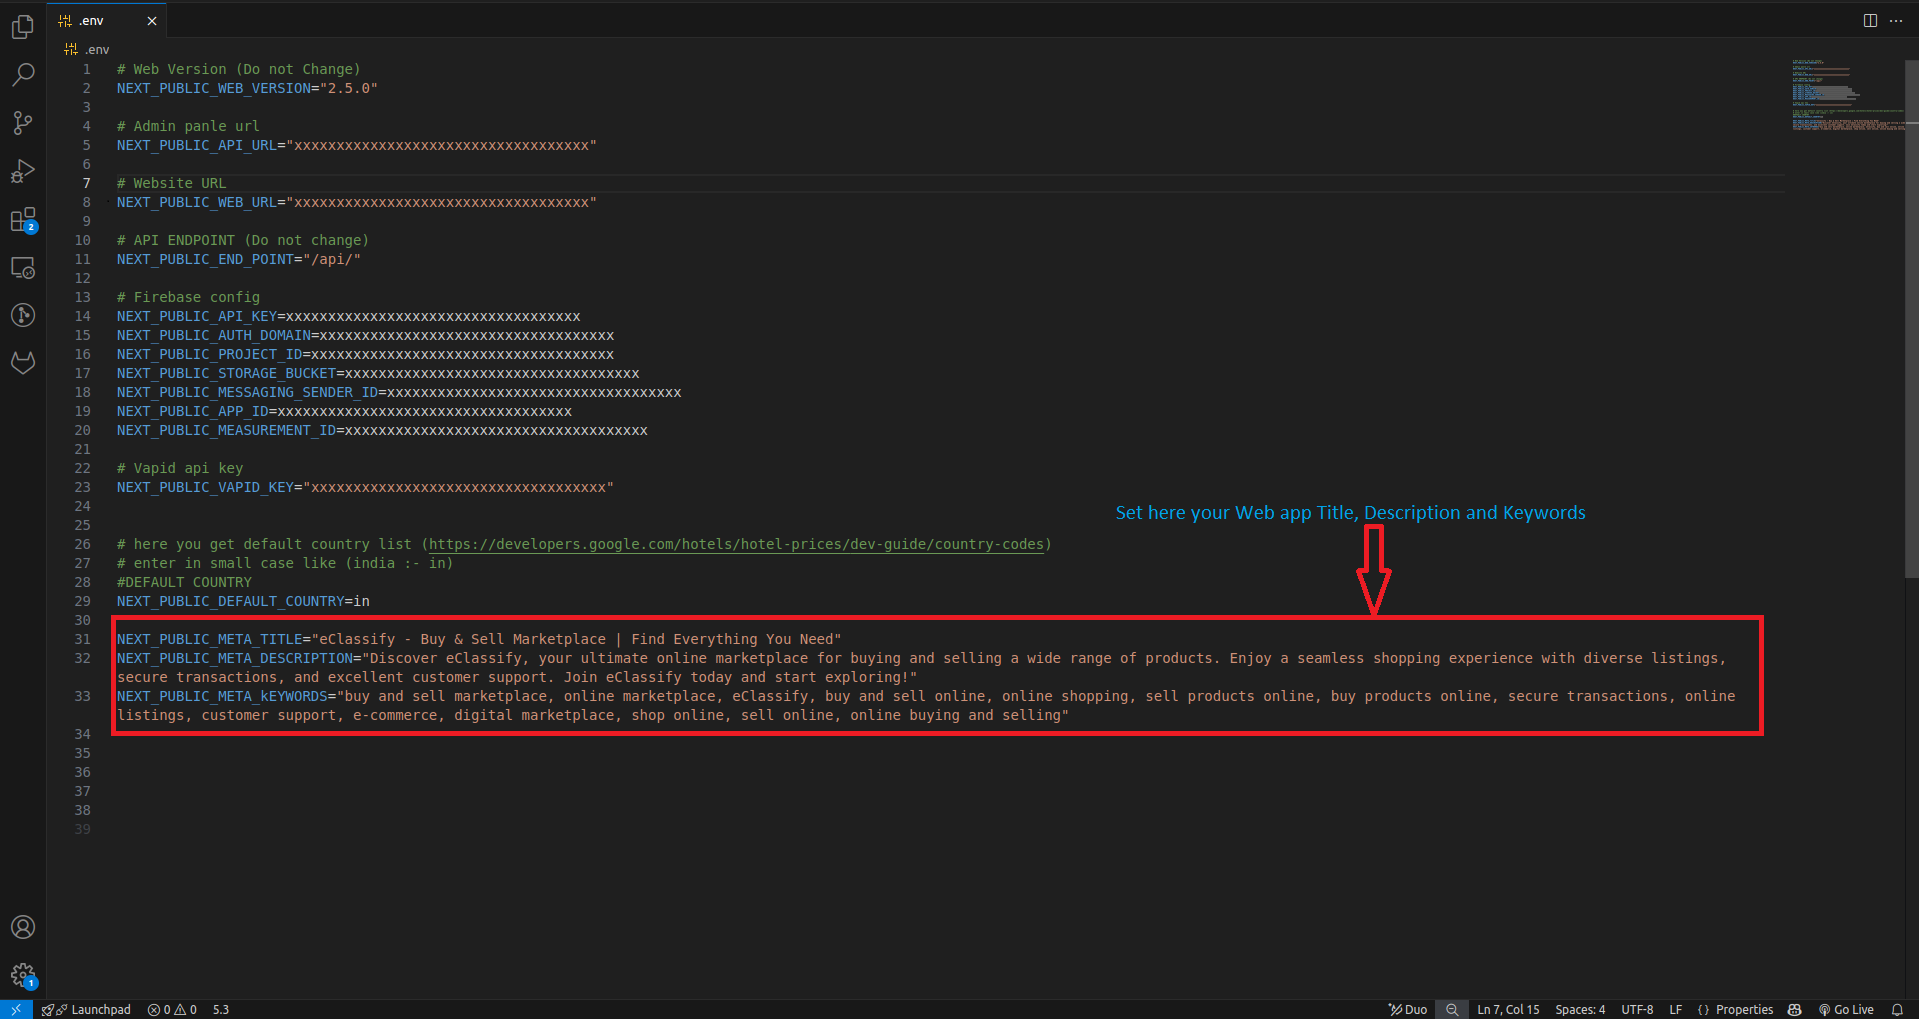 .env
.env
1 # Web Version (Do not Change)
2 NEXT_PUBLIC_WEB_VERSION="2.5.0"
3
4 # Admin panle url
5 NEXT_PUBLIC_API_URL="xxxxxxxxxxxxxxxxxxxxxxxxxxxxxxxxxxx"
6
7 # Website URL
8 NEXT_PUBLIC_WEB_URL="xxxxxxxxxxxxxxxxxxxxxxxxxxxxxxxxxxx"
9
10 # API ENDPOINT (Do not change)
11 NEXT_PUBLIC_END_POINT="/api/"
12
13 # Firebase config
14 NEXT_PUBLIC_API_KEY=xxxxxxxxxxxxxxxxxxxxxxxxxxxxxxxxxxx
15 NEXT_PUBLIC_AUTH_DOMAIN=xxxxxxxxxxxxxxxxxxxxxxxxxxxxxxxxxxx
16 NEXT_PUBLIC_PROJECT_ID=xxxxxxxxxxxxxxxxxxxxxxxxxxxxxxxxxxxx
17 NEXT_PUBLIC_STORAGE_BUCKET=xxxxxxxxxxxxxxxxxxxxxxxxxxxxxxxxxxx
18 NEXT_PUBLIC_MESSAGING_SENDER_ID=xxxxxxxxxxxxxxxxxxxxxxxxxxxxxxxxxxx
19 NEXT_PUBLIC_APP_ID=xxxxxxxxxxxxxxxxxxxxxxxxxxxxxxxxxxx
20 NEXT_PUBLIC_MEASUREMENT_ID=xxxxxxxxxxxxxxxxxxxxxxxxxxxxxxxxxxxx
21
22 # Vapid api key
23 NEXT_PUBLIC_VAPID_KEY="xxxxxxxxxxxxxxxxxxxxxxxxxxxxxxxxxxx"
24
Set here your Web app Title, Description and Keywords
25
26 # here you get default country list (https://developers.google.com/hotels/hotel-prices/dev-guide/country-codes)
27 # enter in small case like (india :- in)
28 #DEFAULT COUNTRY
29 NEXT_PUBLIC_DEFAULT_COUNTRY=in
30
31 NEXT_PUBLIC_META_TITLE="eClassify - Buy & Sell Marketplace | Find Everything You Need"
32 NEXT_PUBLIC_META_DESCRIPTION="Discover eClassify, your ultimate online marketplace for buying and selling a wide range of products. Enjoy a seamless shopping experience with diverse listings,
secure transactions, and excellent customer support. Join eClassify today and start exploring!"
33 NEXT_PUBLIC_META_kEYWORDS="buy and sell marketplace, online marketplace, eClassify, buy and sell online, online shopping, sell products online, buy products online, secure transactions, online
listings, customer support, e-commerce, digital marketplace, shop online, sell online, online buying and selling"
34
35
36
37
38
39
2
1
Launchpad 0 0 5.3 Duo Ln 7, Col 15 Spaces: 4 UTF-8 LF {} Properties Go Live